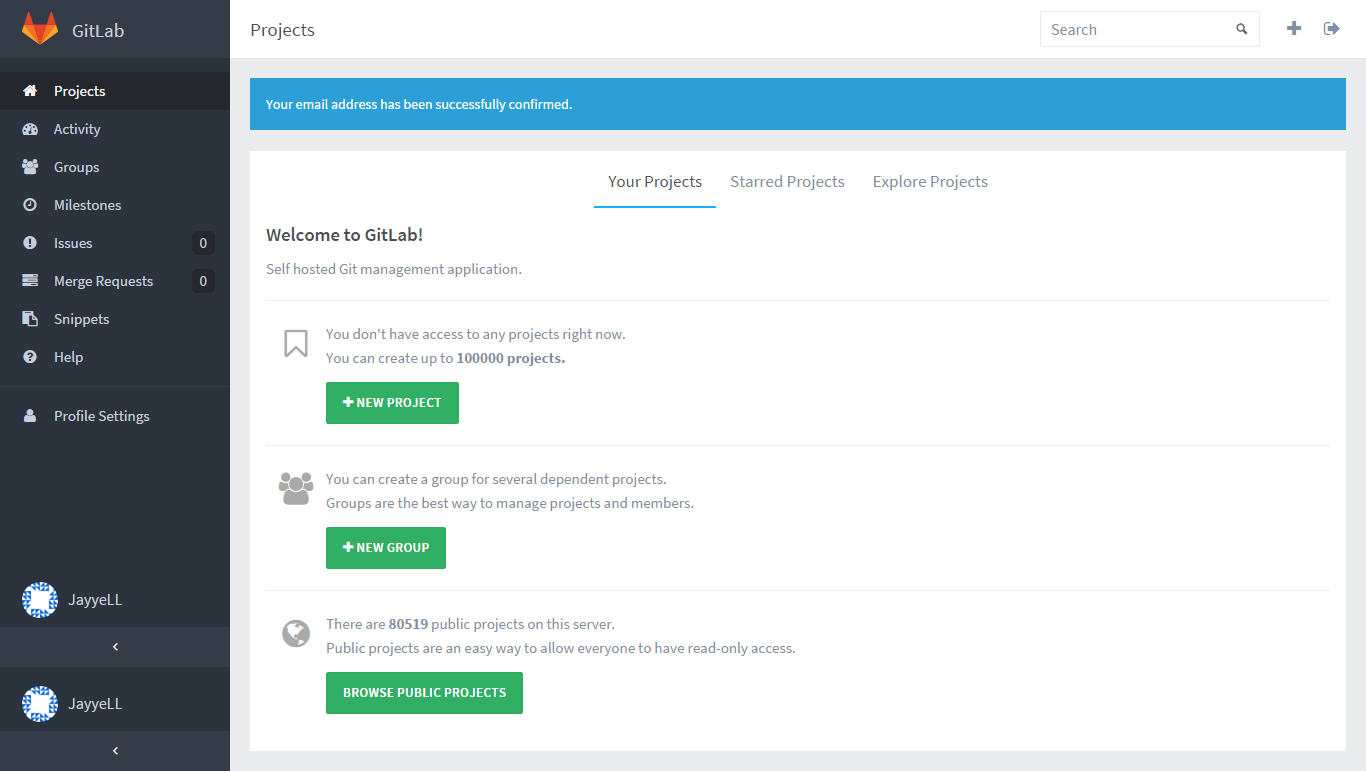 GitLab
Projects
Search
Projects
Activity
Groups
Milestones
Issues 0
Merge Requests 0
Snippets
Help
Profile Settings
JayyeLL
JayyeLL
Your email address has been successfully confirmed.
Your Projects Starred Projects Explore Projects
Welcome to GitLab!
Self hosted Git management application.
You don't have access to any projects right now.
You can create up to 100000 projects.
NEW PROJECT
You can create a group for several dependent projects.
Groups are the best way to manage projects and members.
NEW GROUP
There are 80519 public projects on this server.
Public projects are an easy way to allow everyone to have read-only access.
BROWSE PUBLIC PROJECTS